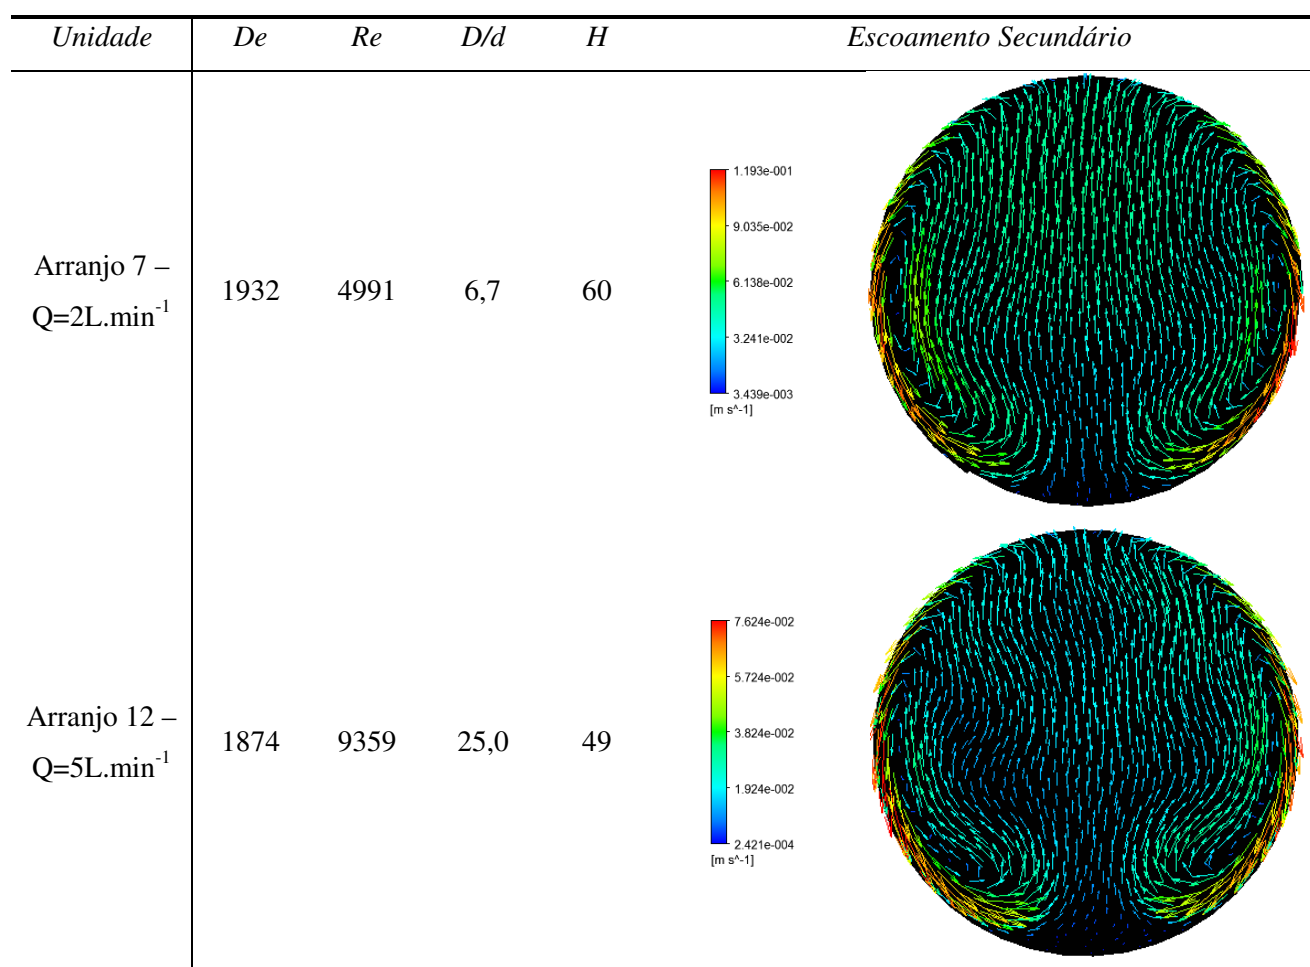 Unidade De Re D/d H Escoamento Secundário
1.193e-001
9.035e-002
6.138e-002
3.241e-002
3.439e-003
[m s^-1]
Arranjo 7 –
Q=2L.min⁻¹
1932 4991 6,7 60
7.624e-002
5.724e-002
3.824e-002
1.924e-002
2.421e-004
[m s^-1]
Arranjo 12 –
Q=5L.min⁻¹
1874 9359 25,0 49